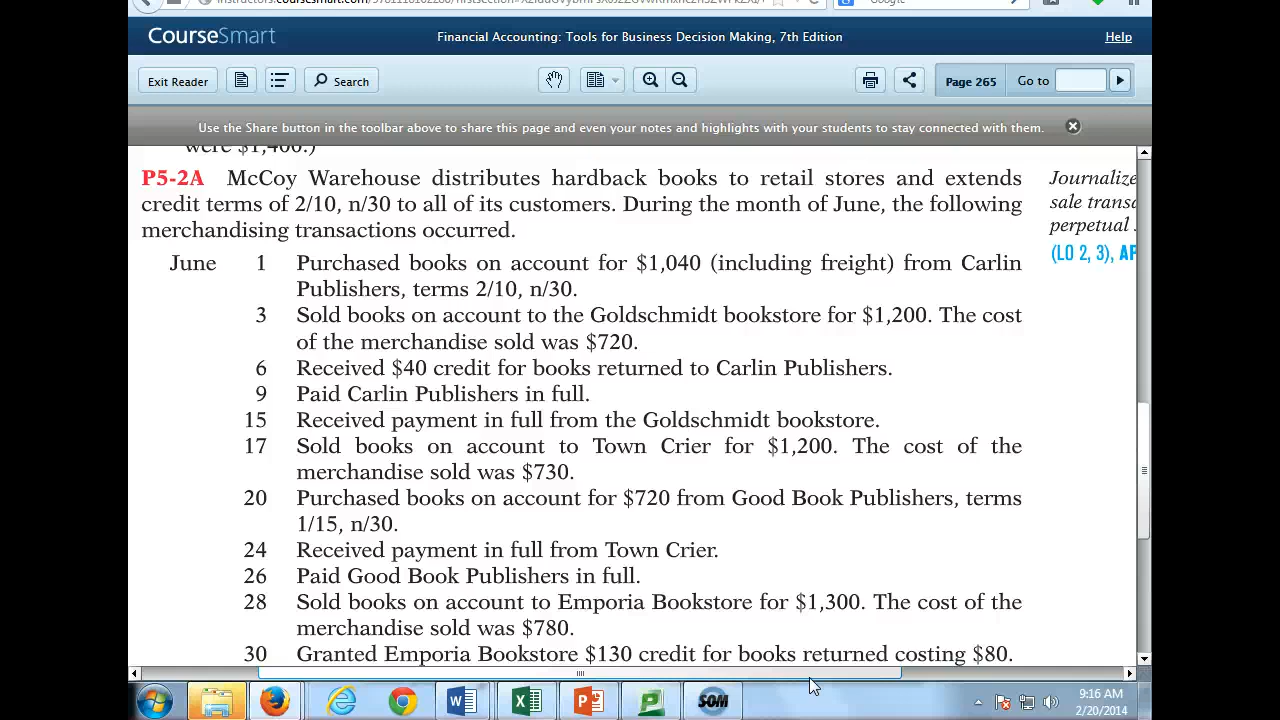 CourseSmart
Financial Accounting: Tools for Business Decision Making, 7th Edition
Help
Exit Reader
Search
Page 265
Go to
Use the Share button in the toolbar above to share this page and even your notes and highlights with your students to stay connected with them.
were $1,400.)
P5-2A McCoy Warehouse distributes hardback books to retail stores and extends
credit terms of 2/10, n/30 to all of its customers. During the month of June, the following
merchandising transactions occurred.
Journalize
sale
perpetual
(LO 2, 3), AP
June 1 Purchased books on account for $1,040 (including freight) from Carlin
Publishers, terms 2/10, n/30.
3 Sold books on account to the Goldschmidt bookstore for $1,200. The cost
of the merchandise sold was $720.
6 Received $40 credit for books returned to Carlin Publishers.
9 Paid Carlin Publishers in full.
15 Received payment in full from the Goldschmidt bookstore.
17 Sold books on account to Town Crier for $1,200. The cost of the
merchandise sold was $730.
20 Purchased books on account for $720 from Good Book Publishers, terms
1/15, n/30.
24 Received payment in full from Town Crier.
26 Paid Good Book Publishers in full.
28 Sold books on account to Emporia Bookstore for $1,300. The cost of the
merchandise sold was $780.
30 Granted Emporia Bookstore $130 credit for books returned costing $80.
SOM
9:16 AM
2/20/2014